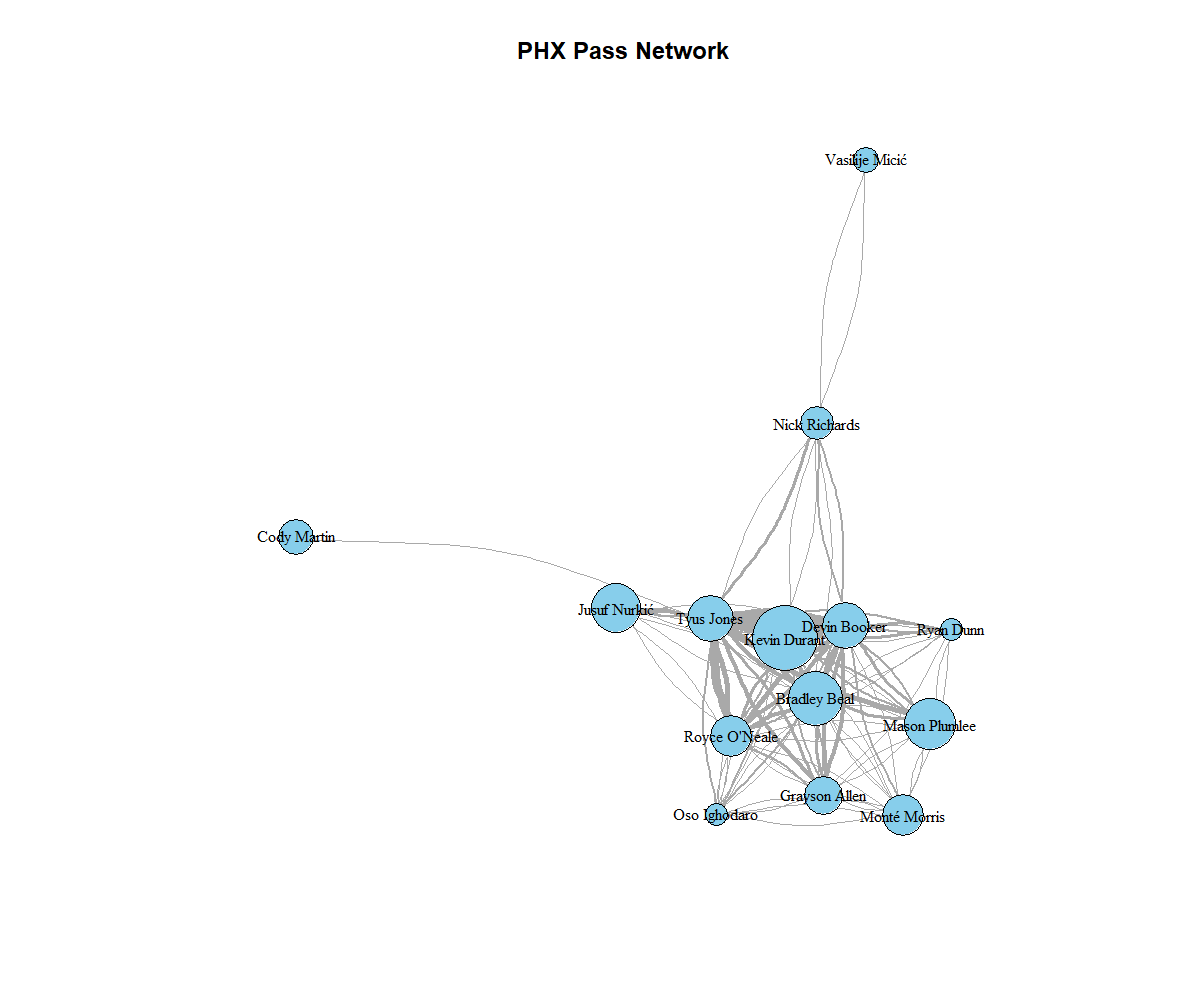 PHX Pass Network
Vasilije Micić
Nick Richards
Cody Martin
Jusuf Nurkić
Tyus Jones
Devin Booker
Kevin Durant
Ryan Dunn
Bradley Beal
Mason Plumlee
Royce O'Neale
Grayson Allen
Oso Ighodaro
Monté Morris